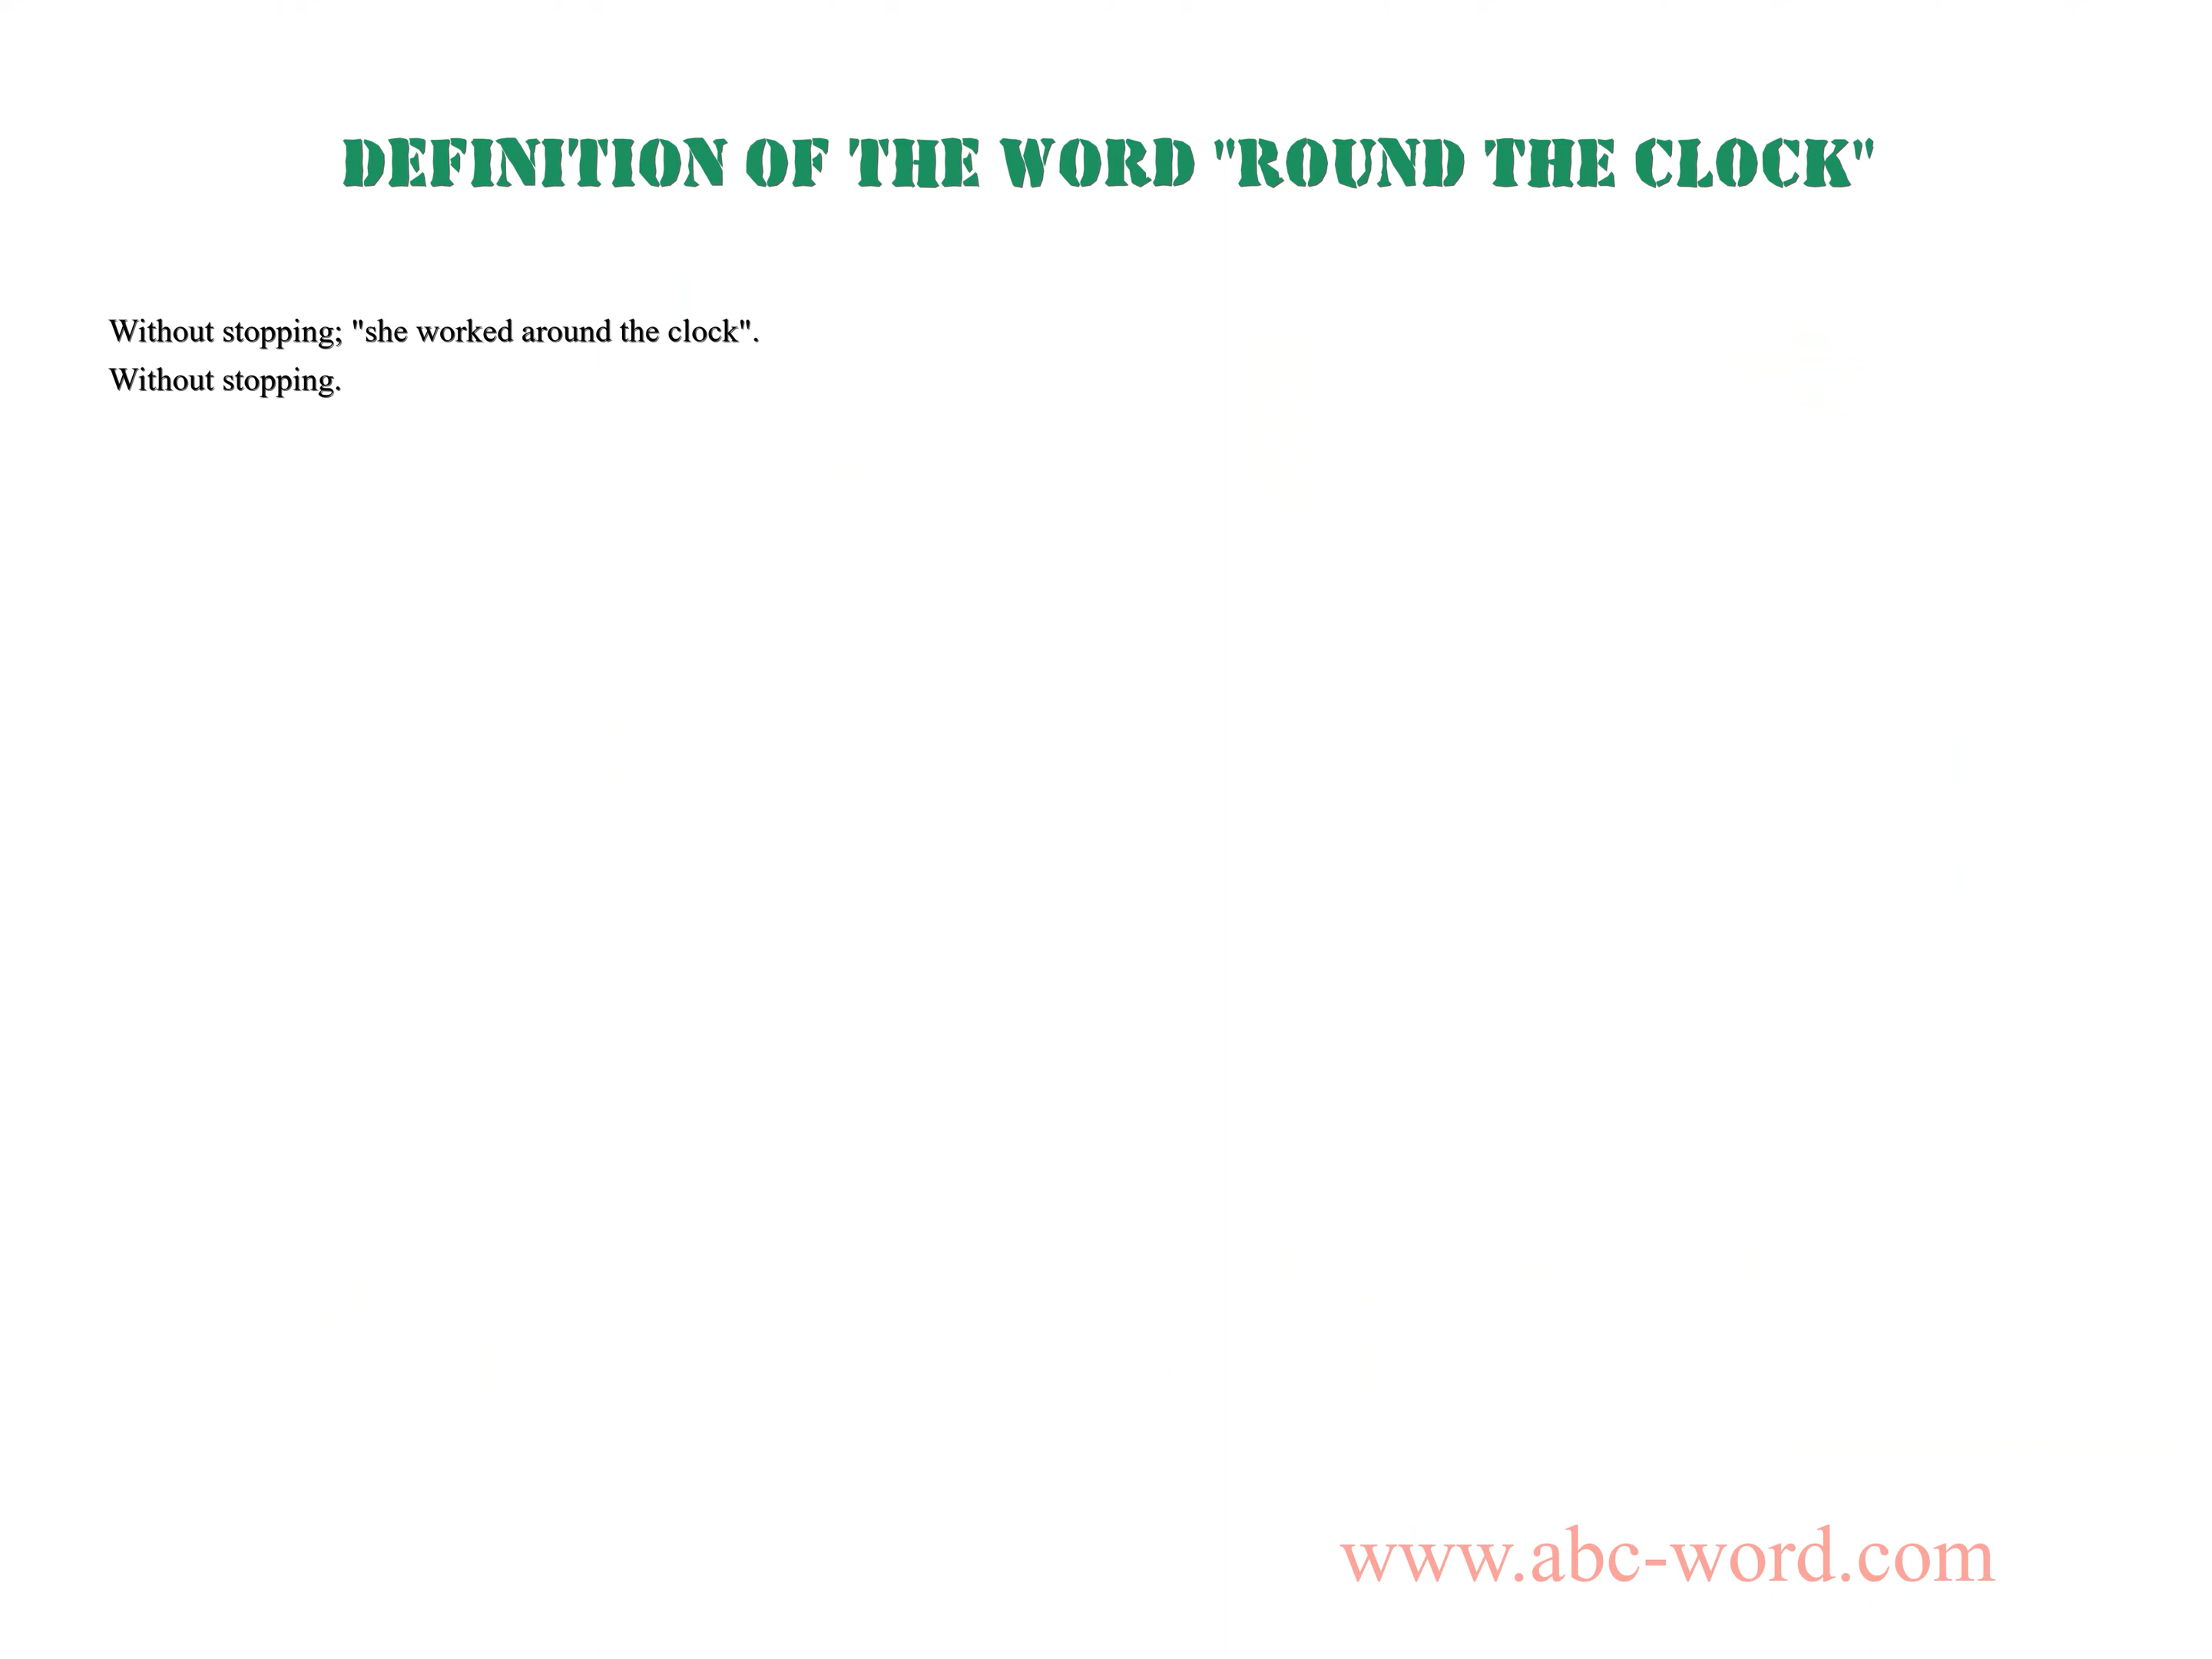 DEFINITION OF THE WORD "ROUND THE CLOCK"
Without stopping; "she worked around the clock".
Without stopping.
www.abc-word.com